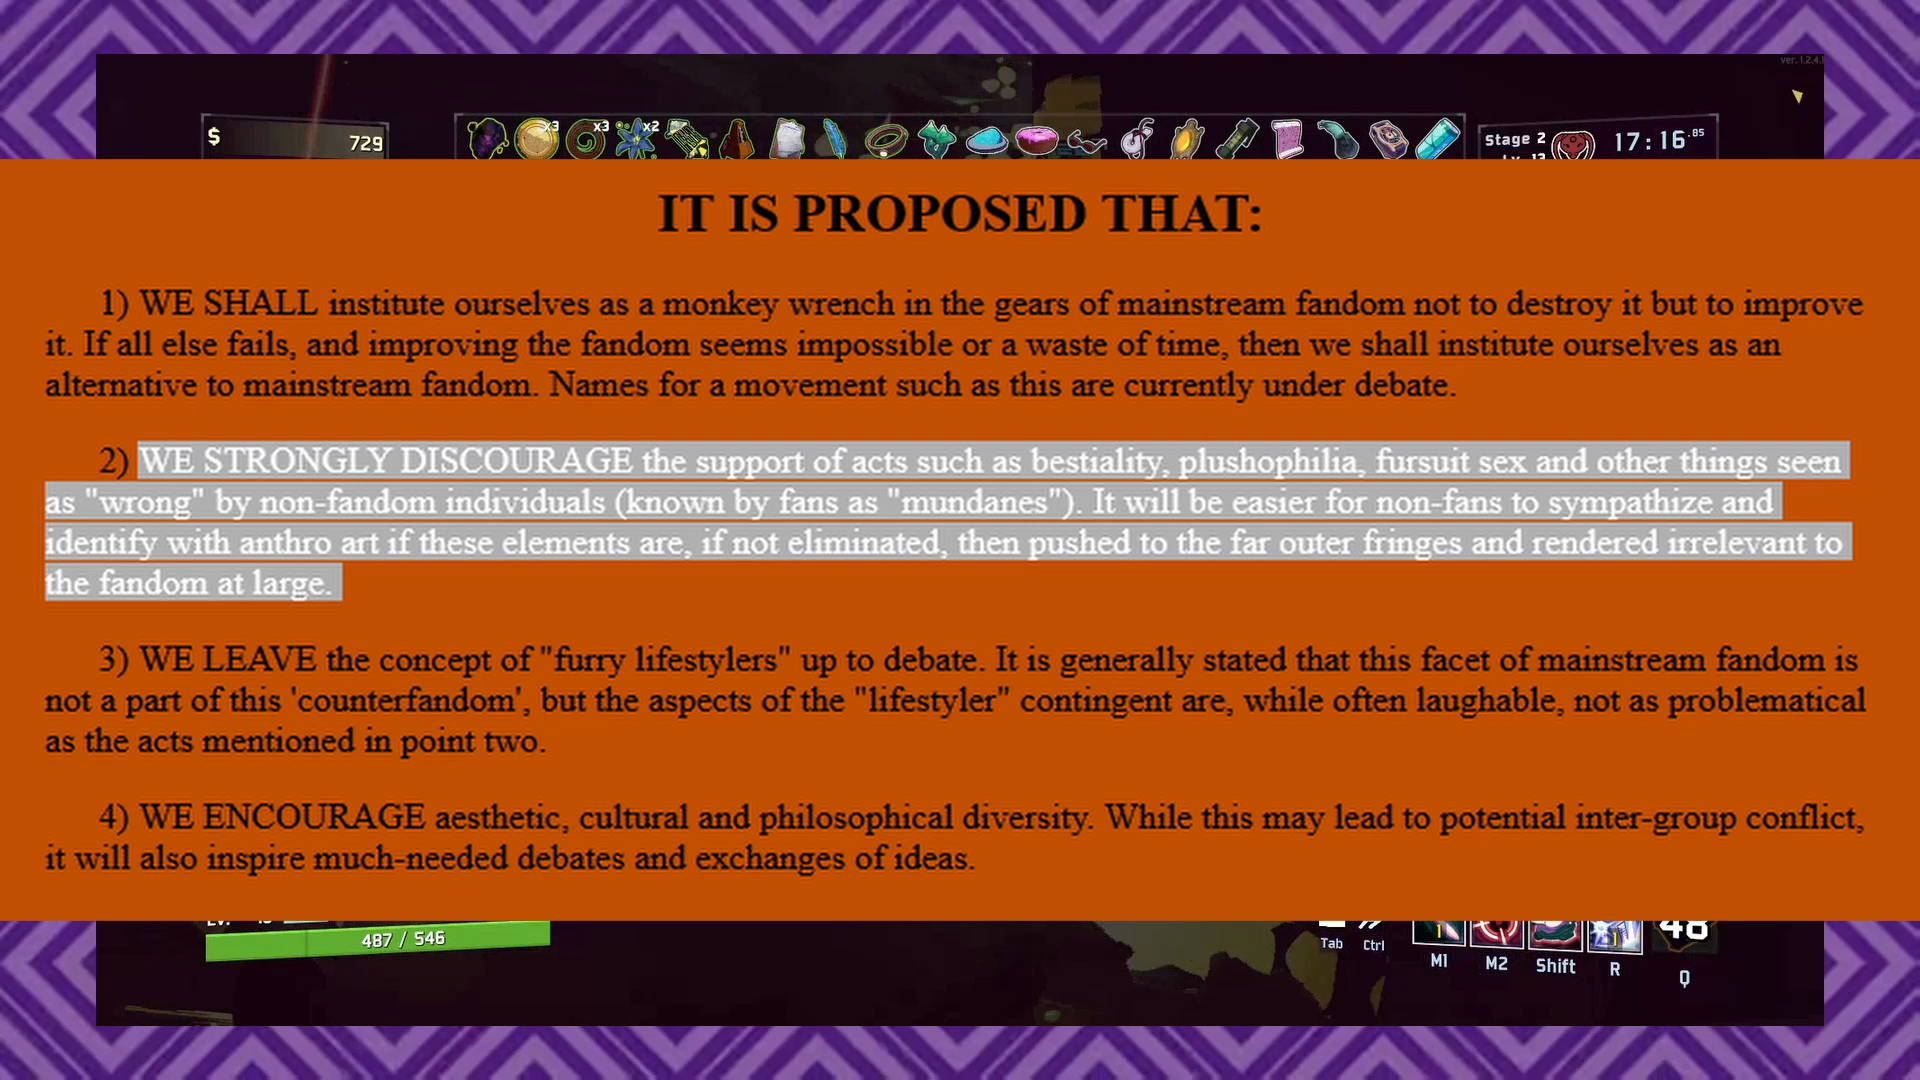 ver. 1.2.4.
$ 729
x3 x3 x2
Stage 2
17:16.85
IT IS PROPOSED THAT:
1) WE SHALL institute ourselves as a monkey wrench in the gears of mainstream fandom not to destroy it but to improve
it. If all else fails, and improving the fandom seems impossible or a waste of time, then we shall institute ourselves as an
alternative to mainstream fandom. Names for a movement such as this are currently under debate.
2) WE STRONGLY DISCOURAGE the support of acts such as bestiality, plushophilia, fursuit sex and other things seen
as "wrong" by non-fandom individuals (known by fans as "mundanes"). It will be easier for non-fans to sympathize and
identify with anthro art if these elements are, if not eliminated, then pushed to the far outer fringes and rendered irrelevant to
the fandom at large.
3) WE LEAVE the concept of "furry lifestylers" up to debate. It is generally stated that this facet of mainstream fandom is
not a part of this 'counterfandom', but the aspects of the "lifestyler" contingent are, while often laughable, not as problematical
as the acts mentioned in point two.
4) WE ENCOURAGE aesthetic, cultural and philosophical diversity. While this may lead to potential inter-group conflict,
it will also inspire much-needed debates and exchanges of ideas.
487 / 546
1 1 48
Tab Ctrl M1 M2 Shift R Q